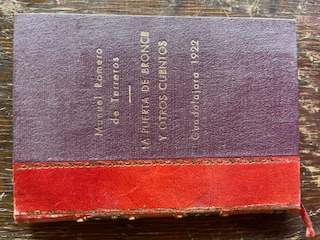 Manuel Romero
de Terreros
LA PUERTA DE BRONCE
Y OTROS CUENTOS
Guadalajara 1922